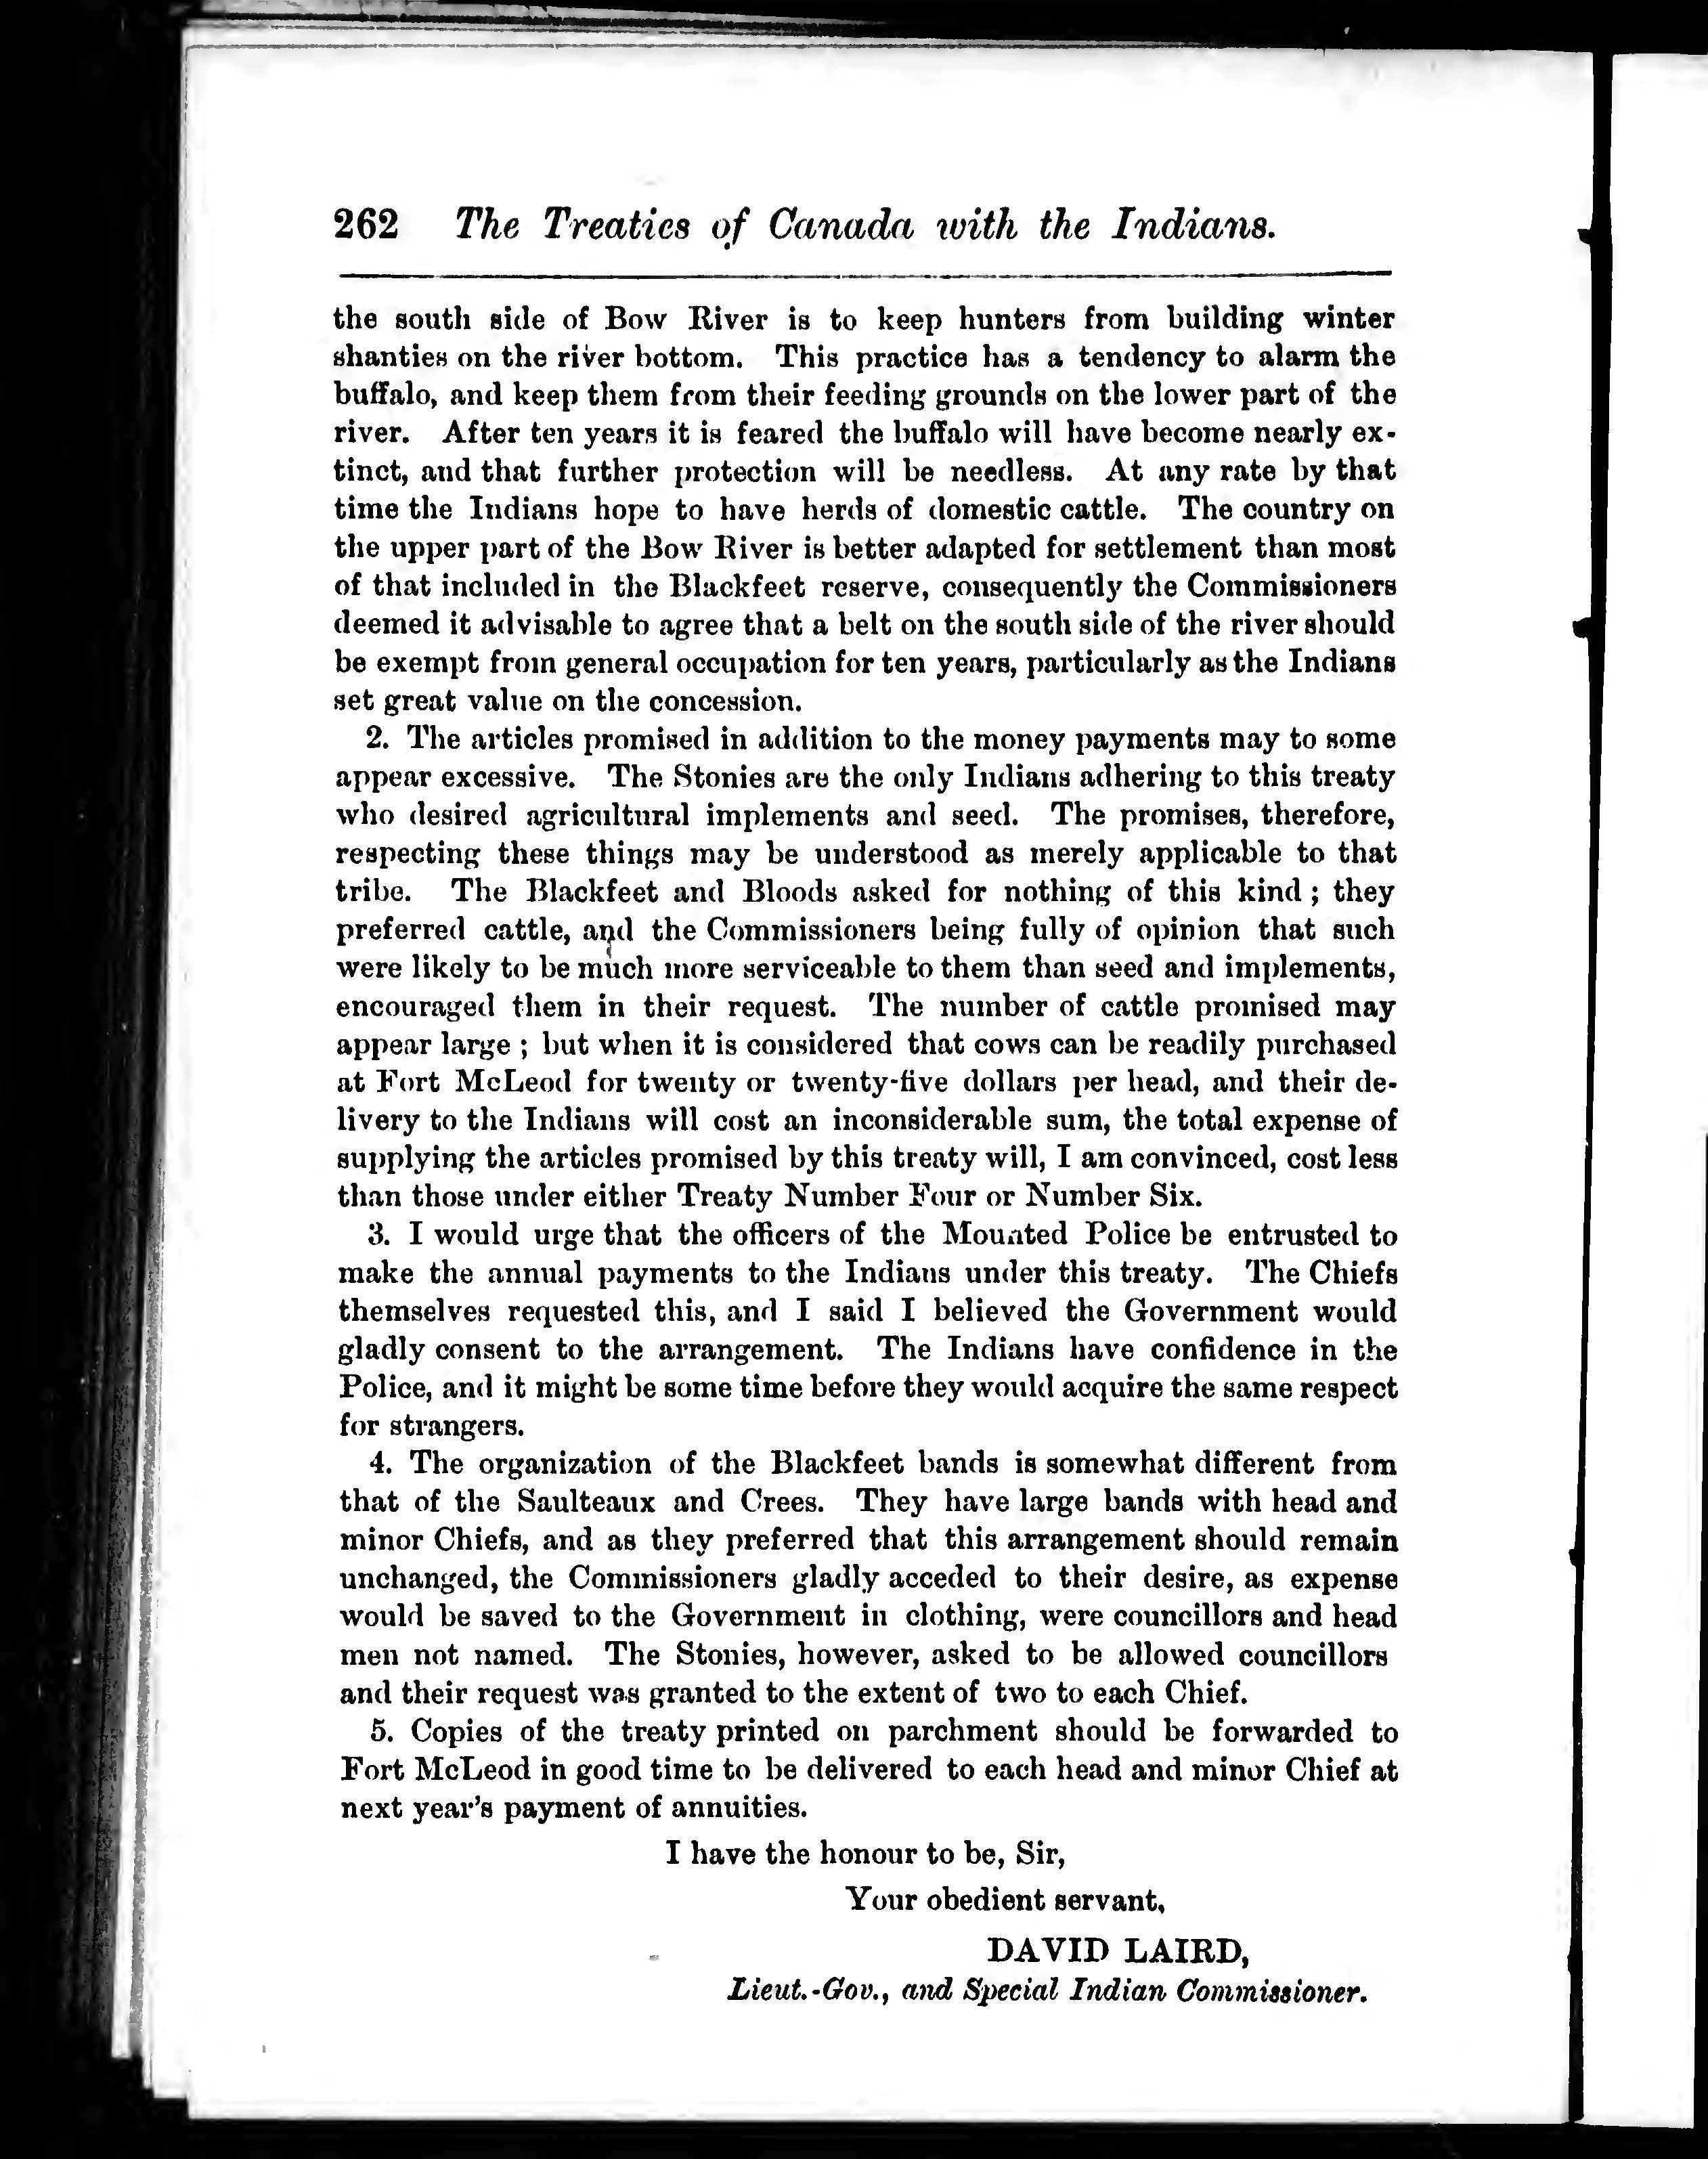 262 The Treaties of Canada with the Indians.
the south side of Bow River is to keep hunters from building winter
shanties on the river bottom. This practice has a tendency to alarm the
buffalo, and keep them from their feeding grounds on the lower part of the
river. After ten years it is feared the buffalo will have become nearly ex-
tinct, and that further protection will be needless. At any rate by that
time the Indians hope to have herds of domestic cattle. The country on
the upper part of the Bow River is better adapted for settlement than most
of that included in the Blackfeet reserve, consequently the Commissioners
deemed it advisable to agree that a belt on the south side of the river should
be exempt from general occupation for ten years, particularly as the Indians
set great value on the concession.
2. The articles promised in addition to the money payments may to some
appear excessive. The Stonies are the only Indians adhering to this treaty
who desired agricultural implements and seed. The promises, therefore,
respecting these things may be understood as merely applicable to that
tribe. The Blackfeet and Bloods asked for nothing of this kind ; they
preferred cattle, and the Commissioners being fully of opinion that such
were likely to be much more serviceable to them than seed and implements,
encouraged them in their request. The number of cattle promised may
appear large ; but when it is considered that cows can be readily purchased
at Fort McLeod for twenty or twenty-five dollars per head, and their de-
livery to the Indians will cost an inconsiderable sum, the total expense of
supplying the articles promised by this treaty will, I am convinced, cost less
than those under either Treaty Number Four or Number Six.
3. I would urge that the officers of the Mounted Police be entrusted to
make the annual payments to the Indians under this treaty. The Chiefs
themselves requested this, and I said I believed the Government would
gladly consent to the arrangement. The Indians have confidence in the
Police, and it might be some time before they would acquire the same respect
for strangers.
4. The organization of the Blackfeet bands is somewhat different from
that of the Saulteaux and Crees. They have large bands with head and
minor Chiefs, and as they preferred that this arrangement should remain
unchanged, the Commissioners gladly acceded to their desire, as expense
would be saved to the Government in clothing, were councillors and head
men not named. The Stonies, however, asked to be allowed councillors
and their request was granted to the extent of two to each Chief.
5. Copies of the treaty printed on parchment should be forwarded to
Fort McLeod in good time to be delivered to each head and minor Chief at
next year's payment of annuities.
I have the honour to be, Sir,
Your obedient servant,
DAVID LAIRD,
Lieut.-Gov., and Special Indian Commissioner.